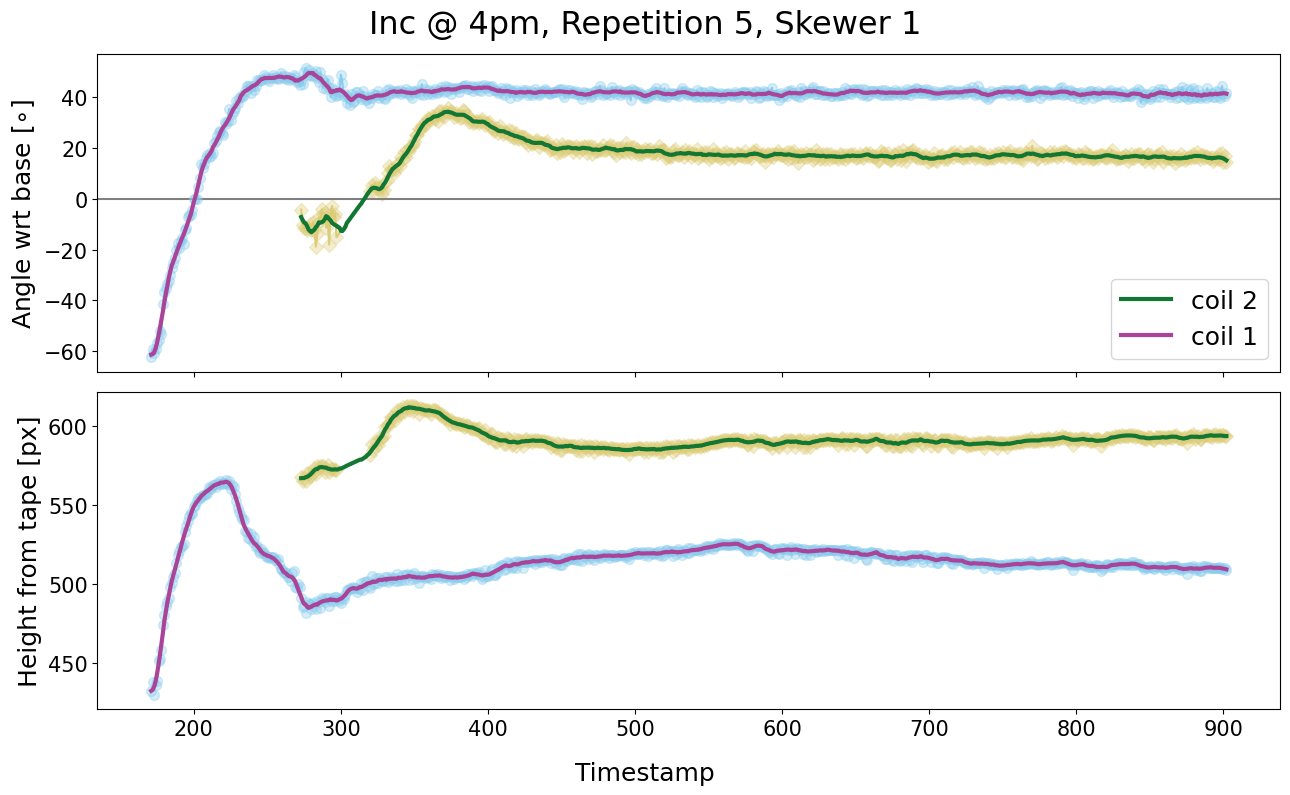 Inc @ 4pm, Repetition 5, Skewer 1
Angle wrt base [∘]
40
20
0
−20
−40
−60
coil 2
coil 1
Height from tape [px]
600
550
500
450
200 300 400 500 600 700 800 900
Timestamp